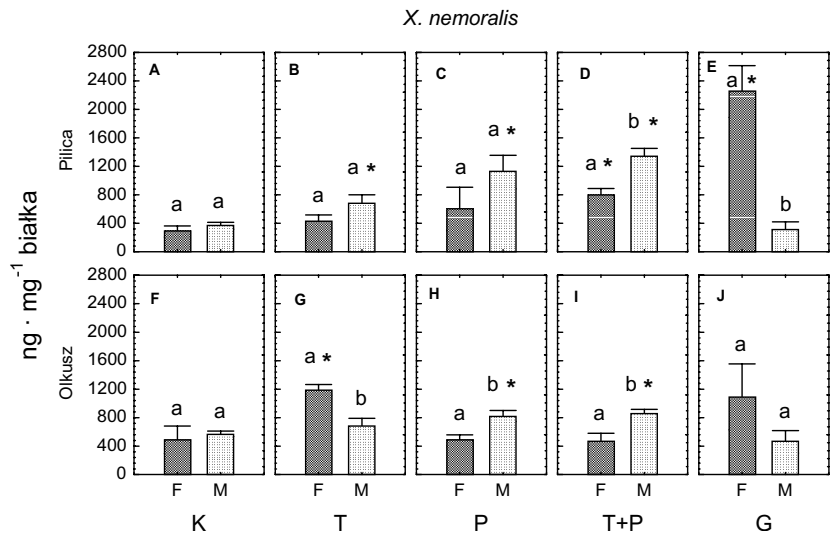 X. nemoralis
ng · mg⁻¹ białka
Pilica
2800
2400
2000
1600
1200
800
400
0
A
a a
B
a a *
C
a a *
D
a * b *
E
a * b
Olkusz
2800
2400
2000
1600
1200
800
400
0
F
a a
G
a * b
H
a b *
I
a b *
J
a a
F M F M F M F M F M
K T P T+P G